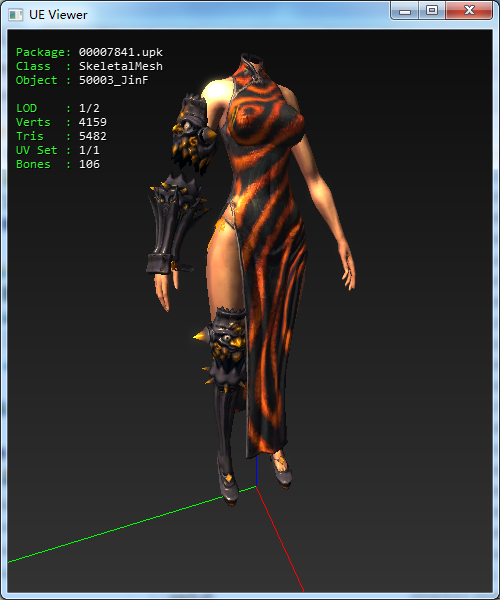 UE Viewer
Package: 00007841.upk
Class : SkeletalMesh
Object : 50003_JinF
LOD : 1/2
Verts : 4159
Tris : 5482
UV Set : 1/1
Bones : 106